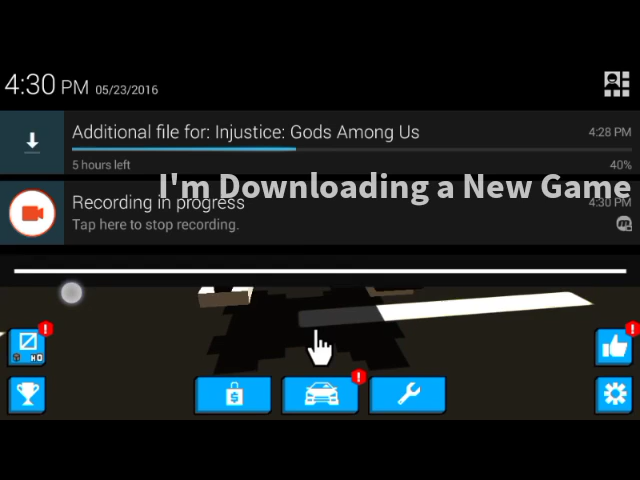 4:30 PM 05/23/2016
Additional file for: Injustice: Gods Among Us 4:28 PM
5 hours left 40%
I'm Downloading a New Game
Recording in progress 4:30 PM
Tap here to stop recording.
HD